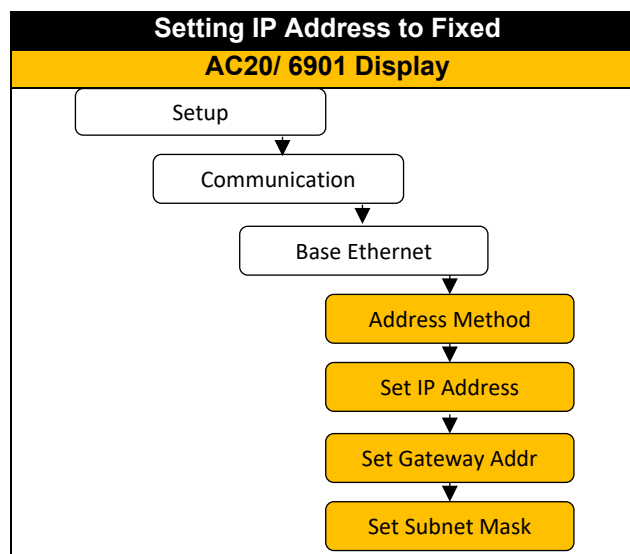 Setting IP Address to Fixed
AC20/ 6901 Display
Setup
Communication
Base Ethernet
Address Method
Set IP Address
Set Gateway Addr
Set Subnet Mask